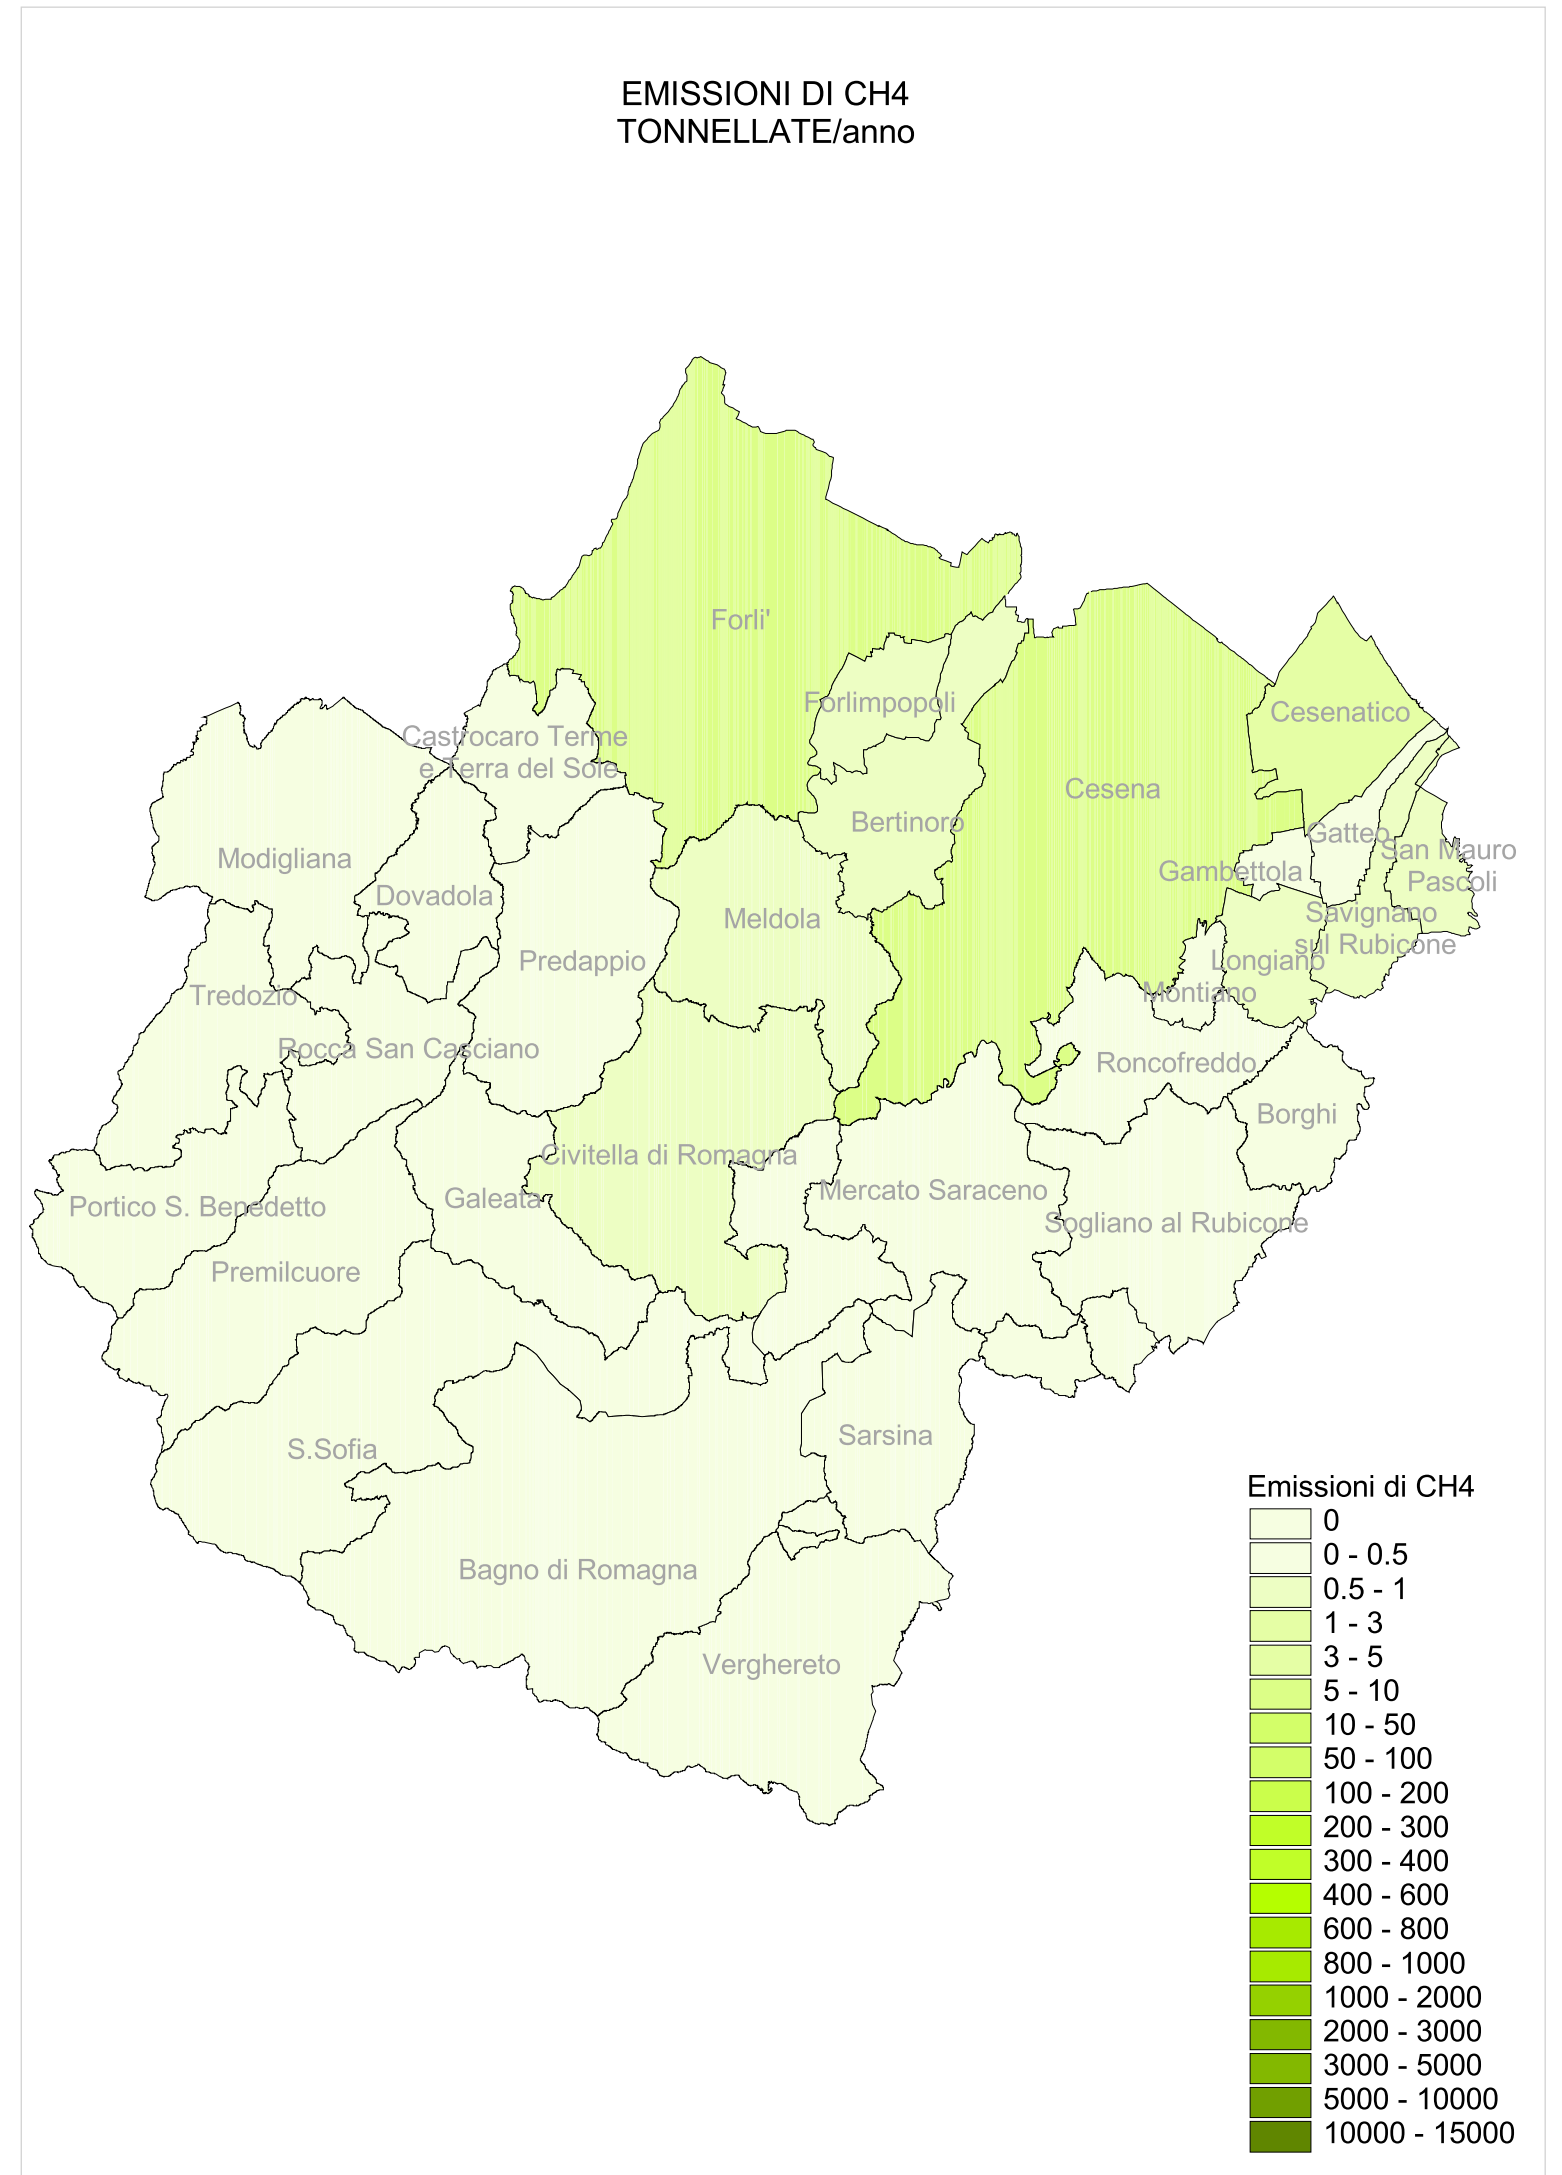 EMISSIONI DI CH4
TONNELLATE/anno
Forli'
Forlimpopoli
Cesenatico
Castrocaro Terme
e Terra del Sole
Cesena
Bertinoro
Gatteo
San Mauro
Pascoli
Modigliana
Gambettola
Dovadola
Meldola
Savignano
sul Rubicone
Predappio
Longiano
Montiano
Tredozio
Rocca San Casciano
Roncofreddo
Borghi
Civitella di Romagna
Mercato Saraceno
Galeata
Portico S. Benedetto
Sogliano al Rubicone
Premilcuore
Sarsina
S.Sofia
Bagno di Romagna
Verghereto
Emissioni di CH4
0
0 - 0.5
0.5 - 1
1 - 3
3 - 5
5 - 10
10 - 50
50 - 100
100 - 200
200 - 300
300 - 400
400 - 600
600 - 800
800 - 1000
1000 - 2000
2000 - 3000
3000 - 5000
5000 - 10000
10000 - 15000